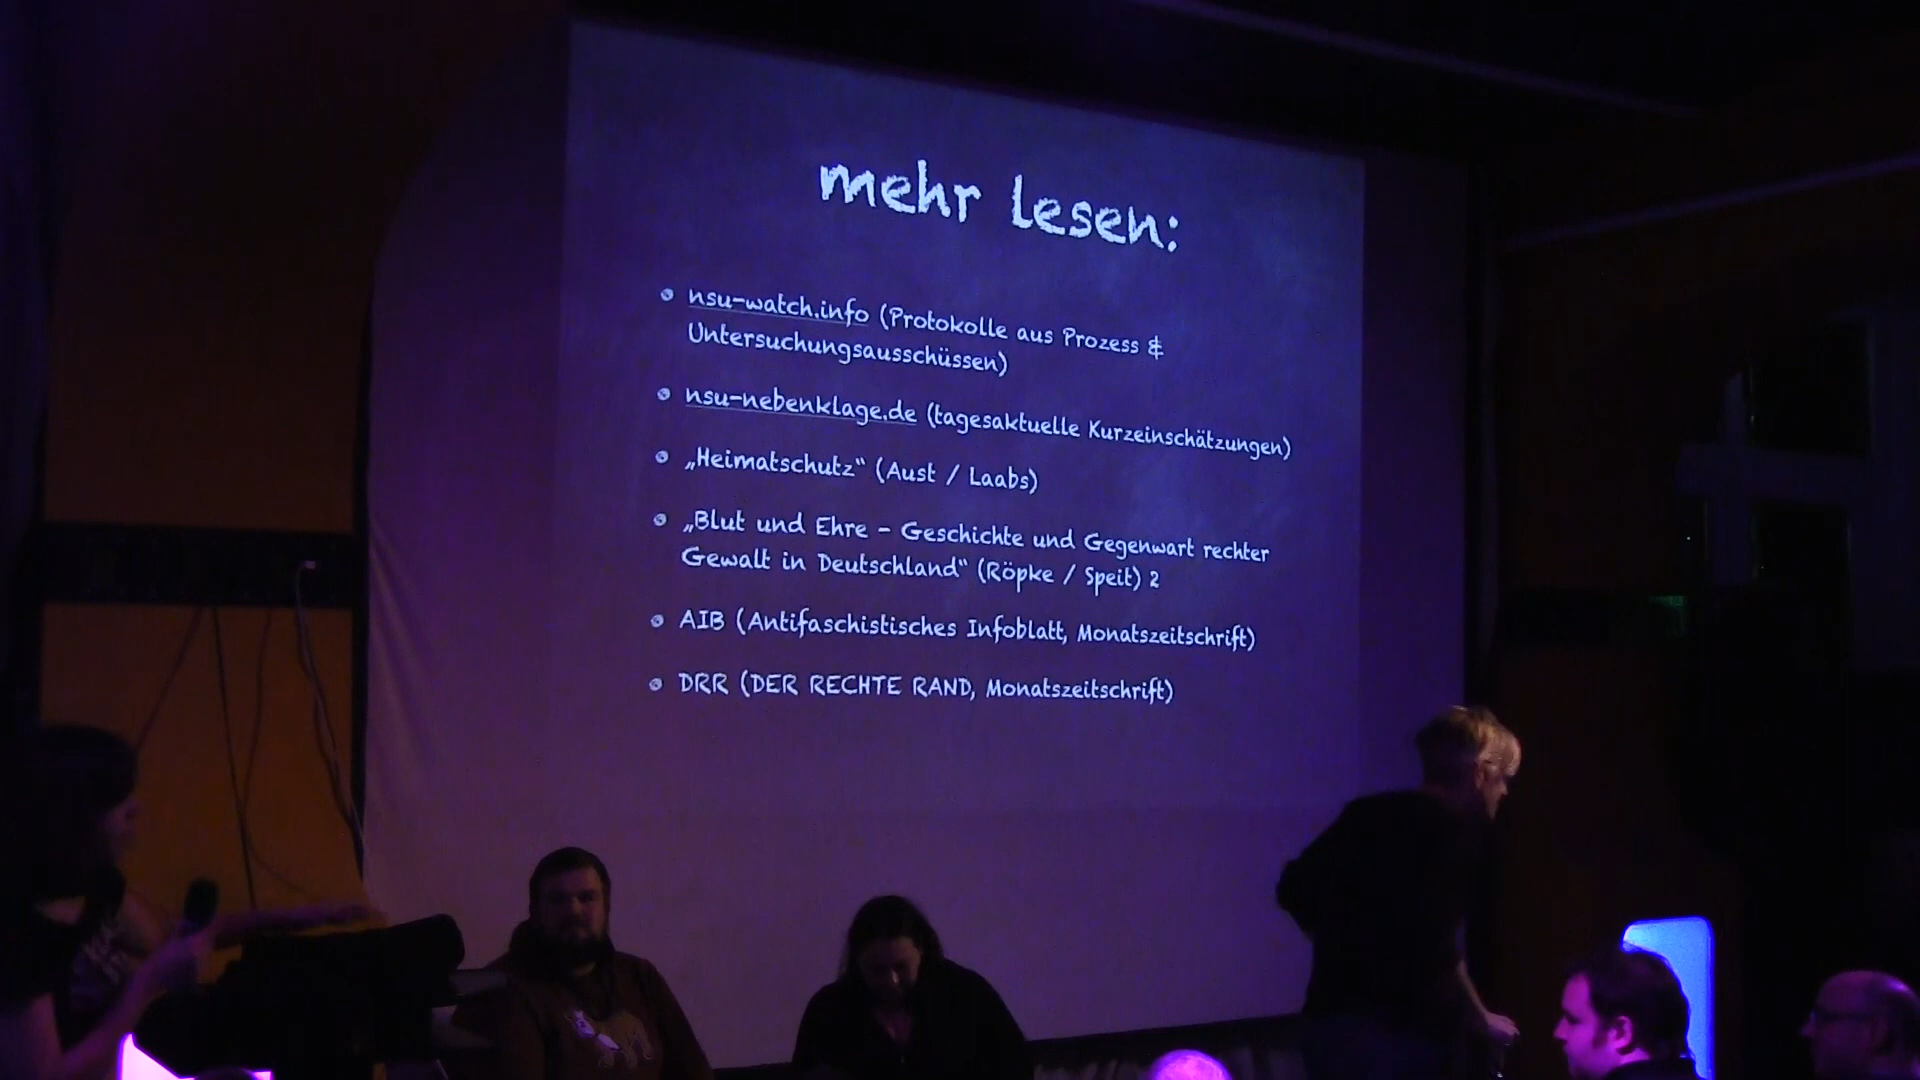 mehr lesen:
nsu-watch.info (Protokolle aus Prozess &
Untersuchungsausschüssen)
nsu-nebenklage.de (tagesaktuelle Kurzeinschätzungen)
„Heimatschutz“ (Aust / Laabs)
„Blut und Ehre - Geschichte und Gegenwart rechter
Gewalt in Deutschland“ (Röpke / Speit) 2
AIB (Antifaschistisches Infoblatt, Monatszeitschrift)
DRR (DER RECHTE RAND, Monatszeitschrift)